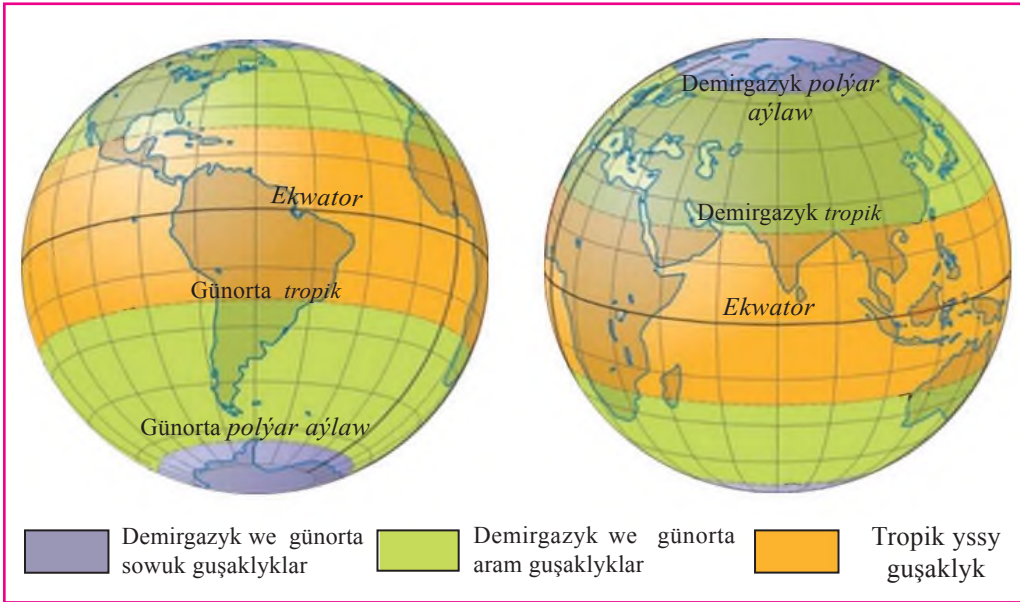 Ekwator
Günorta tropik
Günorta polýar aýlaw
Demirgazyk polýar
aýlaw
Demirgazyk tropik
Ekwator
Demirgazyk we günorta
sowuk guşaklyklar
Demirgazyk we günorta
aram guşaklyklar
Tropik yssy
guşaklyk